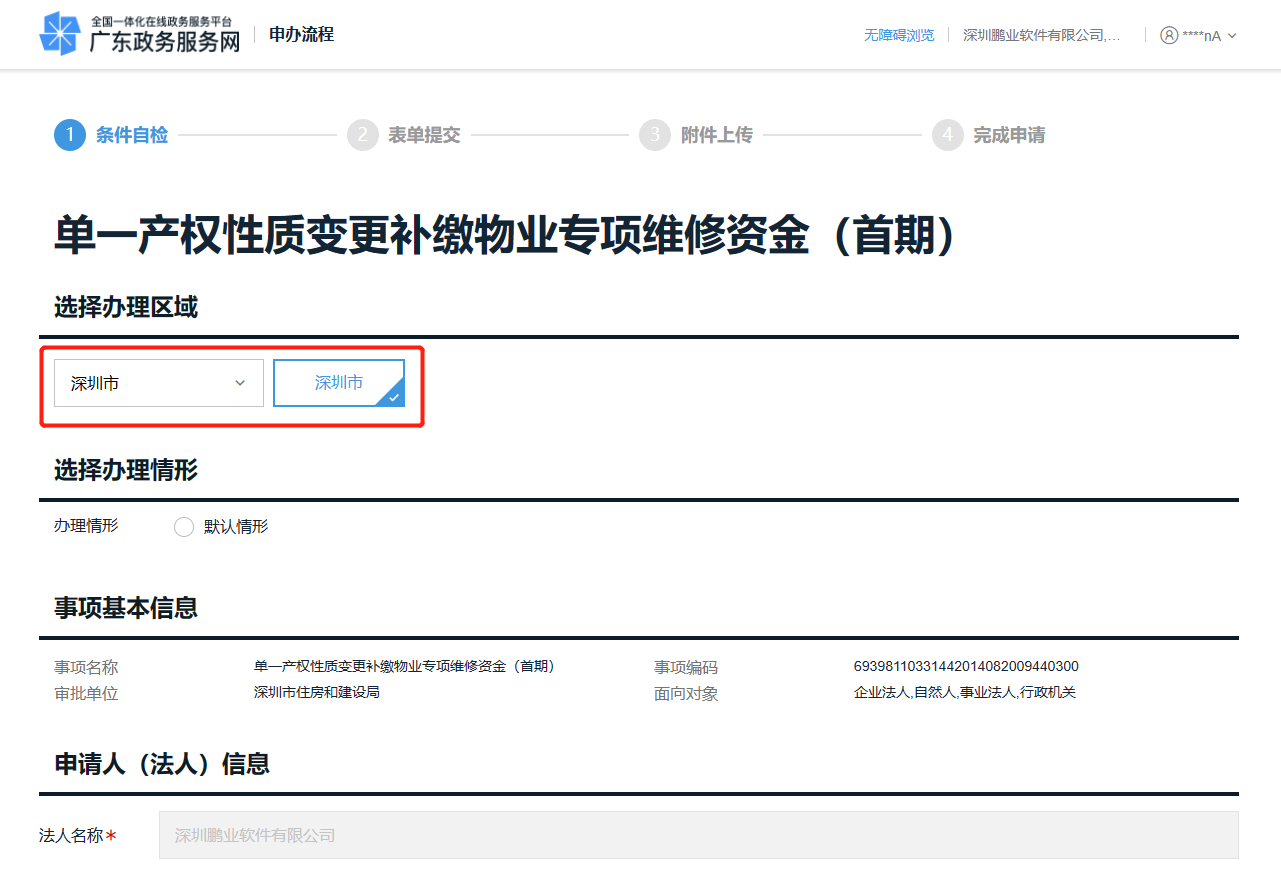 全国一体化在线政务服务平台
广东政务服务网
申办流程
无障碍浏览
深圳鹏业软件有限公司,...
****nA
1 条件自检
2 表单提交
3 附件上传
4 完成申请
单一产权性质变更补缴物业专项维修资金（首期）
选择办理区域
深圳市
深圳市
选择办理情形
办理情形 默认情形
事项基本信息
事项名称 单一产权性质变更补缴物业专项维修资金（首期） 事项编码 69398110331442014082009440300
审批单位 深圳市住房和建设局 面向对象 企业法人,自然人,事业法人,行政机关
申请人（法人）信息
法人名称* 深圳鹏业软件有限公司